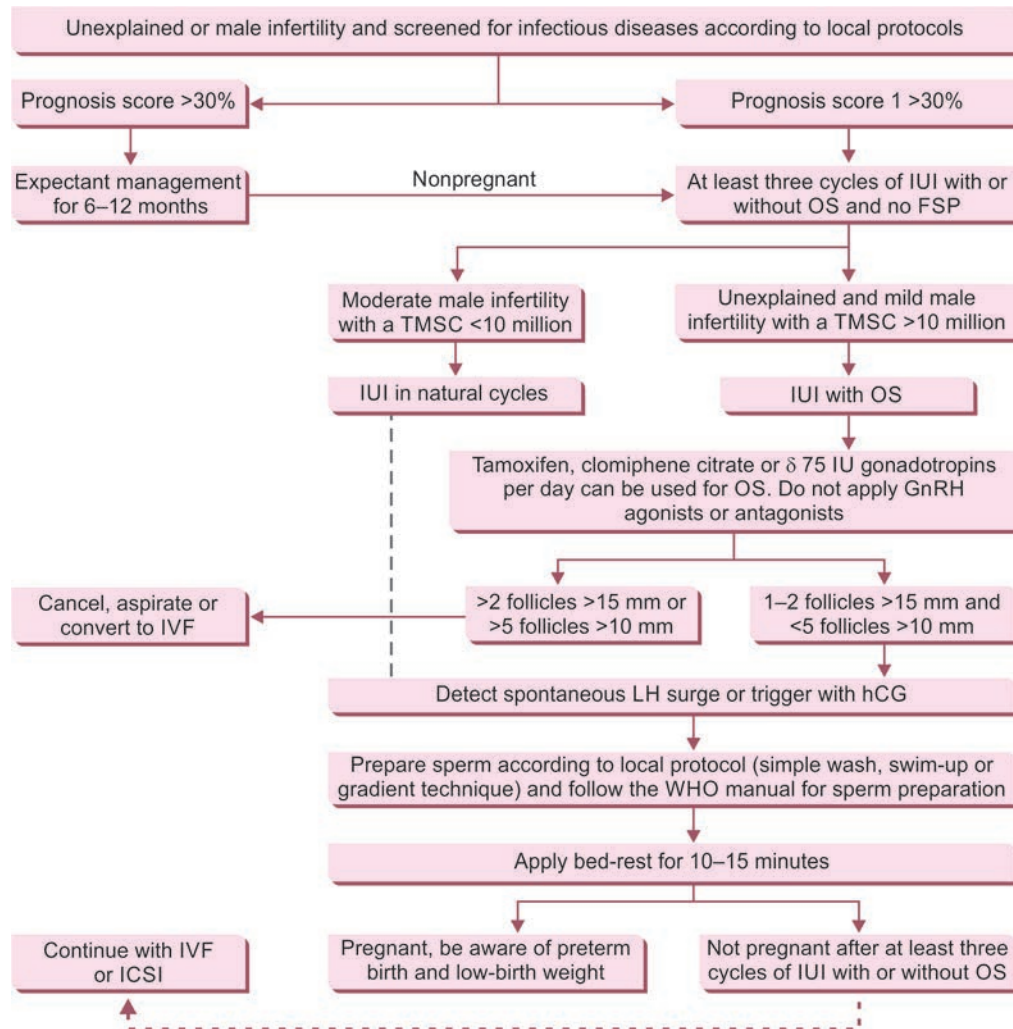 Unexplained or male infertility and screened for infectious diseases according to local protocols
Prognosis score >30%
Prognosis score 1 >30%
Expectant management
for 6–12 months
Nonpregnant
At least three cycles of IUI with or
without OS and no FSP
Moderate male infertility
with a TMSC <10 million
Unexplained and mild male
infertility with a TMSC >10 million
IUI in natural cycles
IUI with OS
Tamoxifen, clomiphene citrate or δ 75 IU gonadotropins
per day can be used for OS. Do not apply GnRH
agonists or antagonists
Cancel, aspirate or
convert to IVF
>2 follicles >15 mm or
>5 follicles >10 mm
1–2 follicles >15 mm and
<5 follicles >10 mm
Detect spontaneous LH surge or trigger with hCG
Prepare sperm according to local protocol (simple wash, swim-up or
gradient technique) and follow the WHO manual for sperm preparation
Apply bed-rest for 10–15 minutes
Continue with IVF
or ICSI
Pregnant, be aware of preterm
birth and low-birth weight
Not pregnant after at least three
cycles of IUI with or without OS